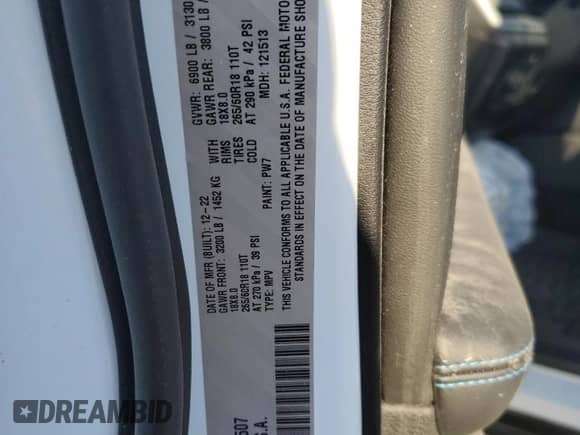 DATE OF MFR (BUILT): 12-22 GVWR: 6900 LB / 3130
GAWR FRONT: 3200 LB / 1452 KG WITH GAWR REAR: 3800 LB /
18X8.0 RIMS 18X8.0
265/60R18 110T TIRES 265/60R18 110T
AT 270 kPa / 39 PSI COLD AT 290 kPa / 42 PSI
TYPE: MPV PAINT: PW7 MDH: 121513
THIS VEHICLE CONFORMS TO ALL APPLICABLE U.S.A. FEDERAL MOTOR
STANDARDS IN EFFECT ON THE DATE OF MANUFACTURE SHOW
507
S.A.
DREAMBID